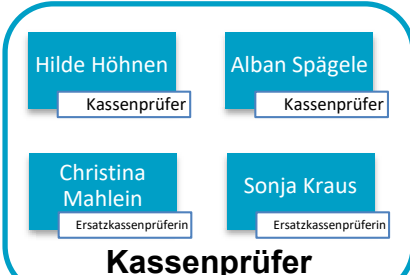 Hilde Höhnen
Kassenprüfer
Alban Spägele
Kassenprüfer
Christina
Mahlein
Ersatzkassenprüferin
Sonja Kraus
Ersatzkassenprüferin
Kassenprüfer